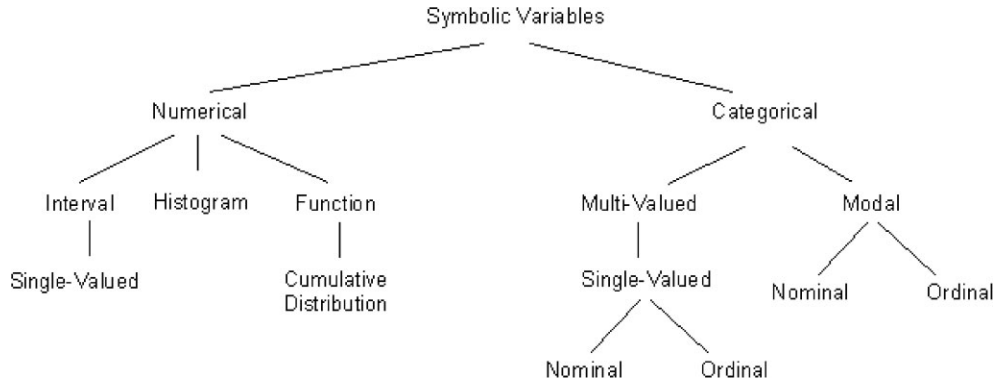 Symbolic Variables
Numerical
Categorical
Interval
Histogram
Function
Multi-Valued
Modal
Single-Valued
Cumulative
Distribution
Single-Valued
Nominal
Ordinal
Nominal
Ordinal